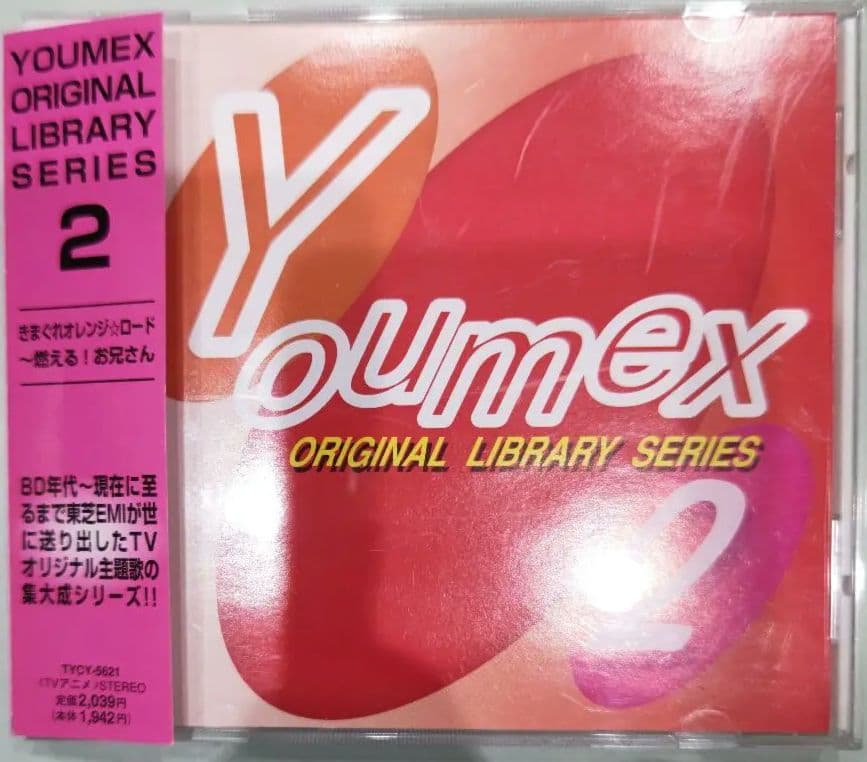 YOUMEX
ORIGINAL
LIBRARY
SERIES
2
きまぐれオレンジ☆ロード
〜燃える!お兄さん
80年代〜現在に至
るまで東芝EMIが世
に送り出したTV
オリジナル主題歌の
集大成シリーズ!!
TYCY-5621
(TVアニメ)STEREO
定価2,039円
(本体1,942円)
Youmex
ORIGINAL LIBRARY SERIES
2